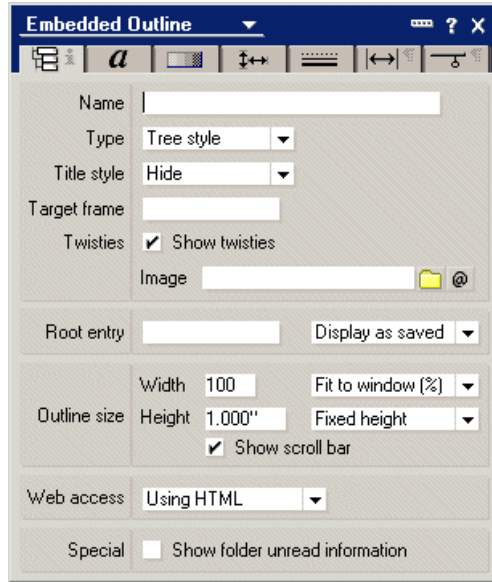 Embedded Outline ?  X
i a
Name
Type Tree style
Title style Hide
Target frame
Twisties Show twisties
Image @
Root entry Display as saved
Width 100 Fit to window (%)
Outline size Height 1.000" Fixed height
Show scroll bar
Web access Using HTML
Special Show folder unread information